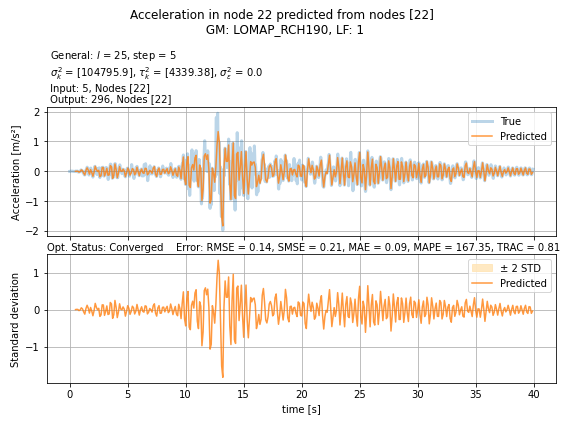 Acceleration in node 22 predicted from nodes [22]
GM: LOMAP_RCH190, LF: 1
General: l = 25, step = 5
σ²ₖ = [104795.9], τ²ₖ = [4339.38], σ²ε = 0.0
Input: 5, Nodes [22]
Output: 296, Nodes [22]
2
1
0
−1
−2
Acceleration [m/s²]
True
Predicted
Opt. Status: Converged Error: RMSE = 0.14, SMSE = 0.21, MAE = 0.09, MAPE = 167.35, TRAC = 0.81
1
0
−1
Standard deviation
± 2 STD
Predicted
0 5 10 15 20 25 30 35 40
time [s]